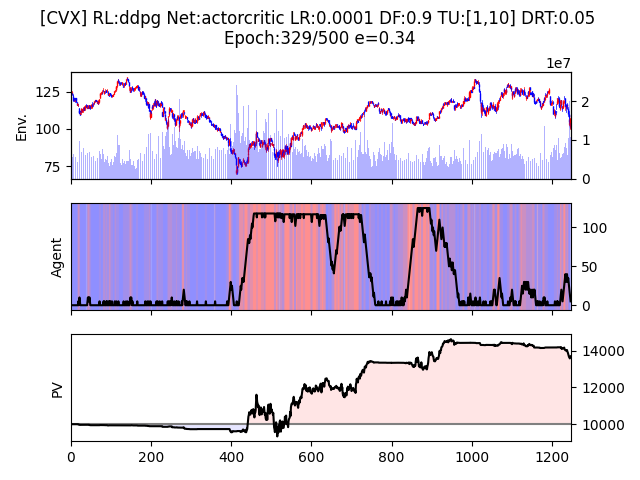 [CVX] RL:ddpg Net:actorcritic LR:0.0001 DF:0.9 TU:[1,10] DRT:0.05
Epoch:329/500 e=0.34
1e7
125
100
75
Env.
2
1
0
Agent
100
50
0
PV
14000
12000
10000
0 200 400 600 800 1000 1200